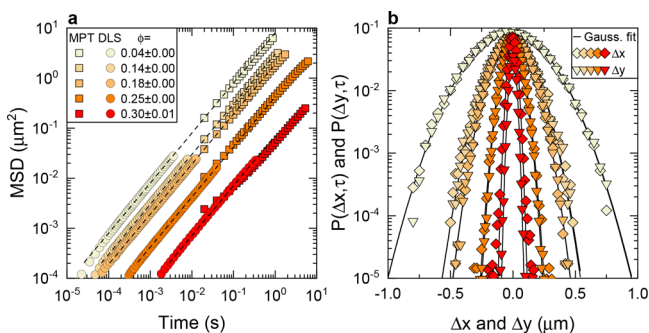 a
MPT DLS ϕ=
0.04±0.00
0.14±0.00
0.18±0.00
0.25±0.00
0.30±0.01
10¹
10⁰
10⁻¹
10⁻²
10⁻³
10⁻⁴
MSD (μm²)
10⁻⁵ 10⁻⁴ 10⁻³ 10⁻² 10⁻¹ 10⁰ 10¹
Time (s)
b
Gauss. fit
Δx
Δy
10⁻¹
10⁻²
10⁻³
10⁻⁴
10⁻⁵
P(Δx,τ) and P(Δy,τ)
-1.0 -0.5 0.0 0.5 1.0
Δx and Δy (μm)